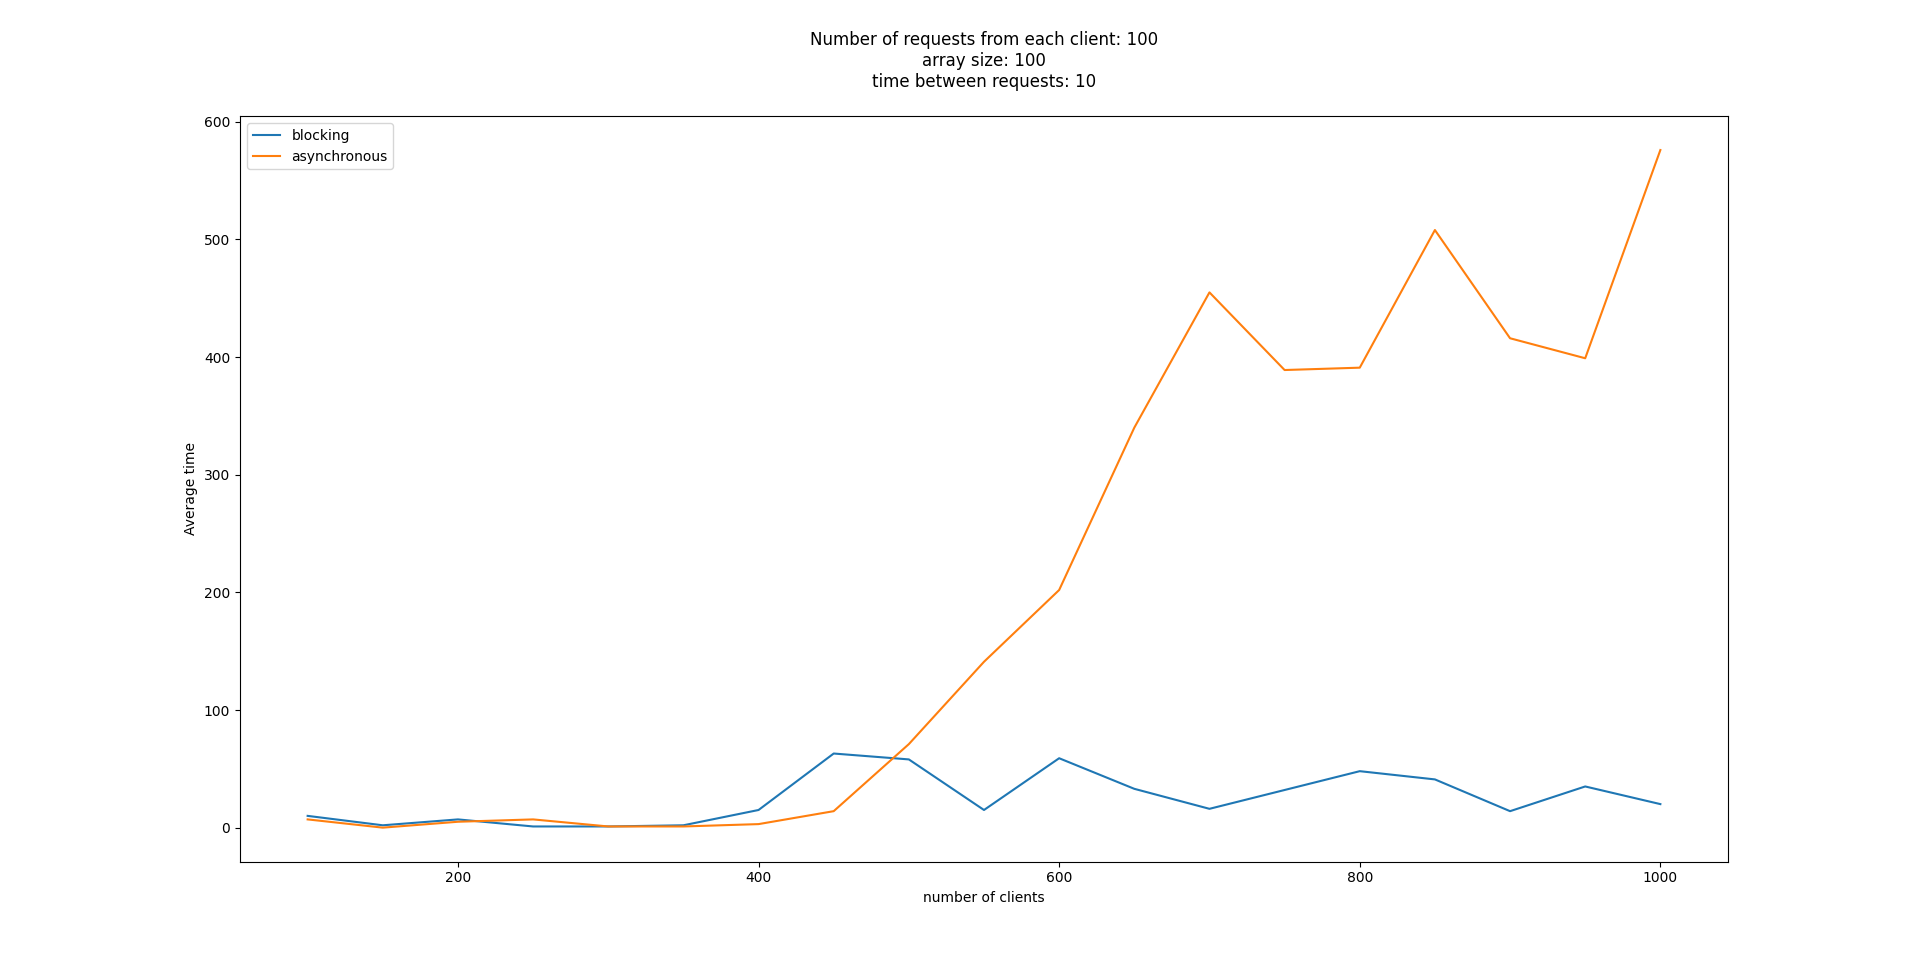 Number of requests from each client: 100
array size: 100
time between requests: 10
blocking
asynchronous
600
500
400
300
200
100
0
Average time
200
400
600
800
1000
number of clients